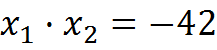 x₁ · x₂ = −42